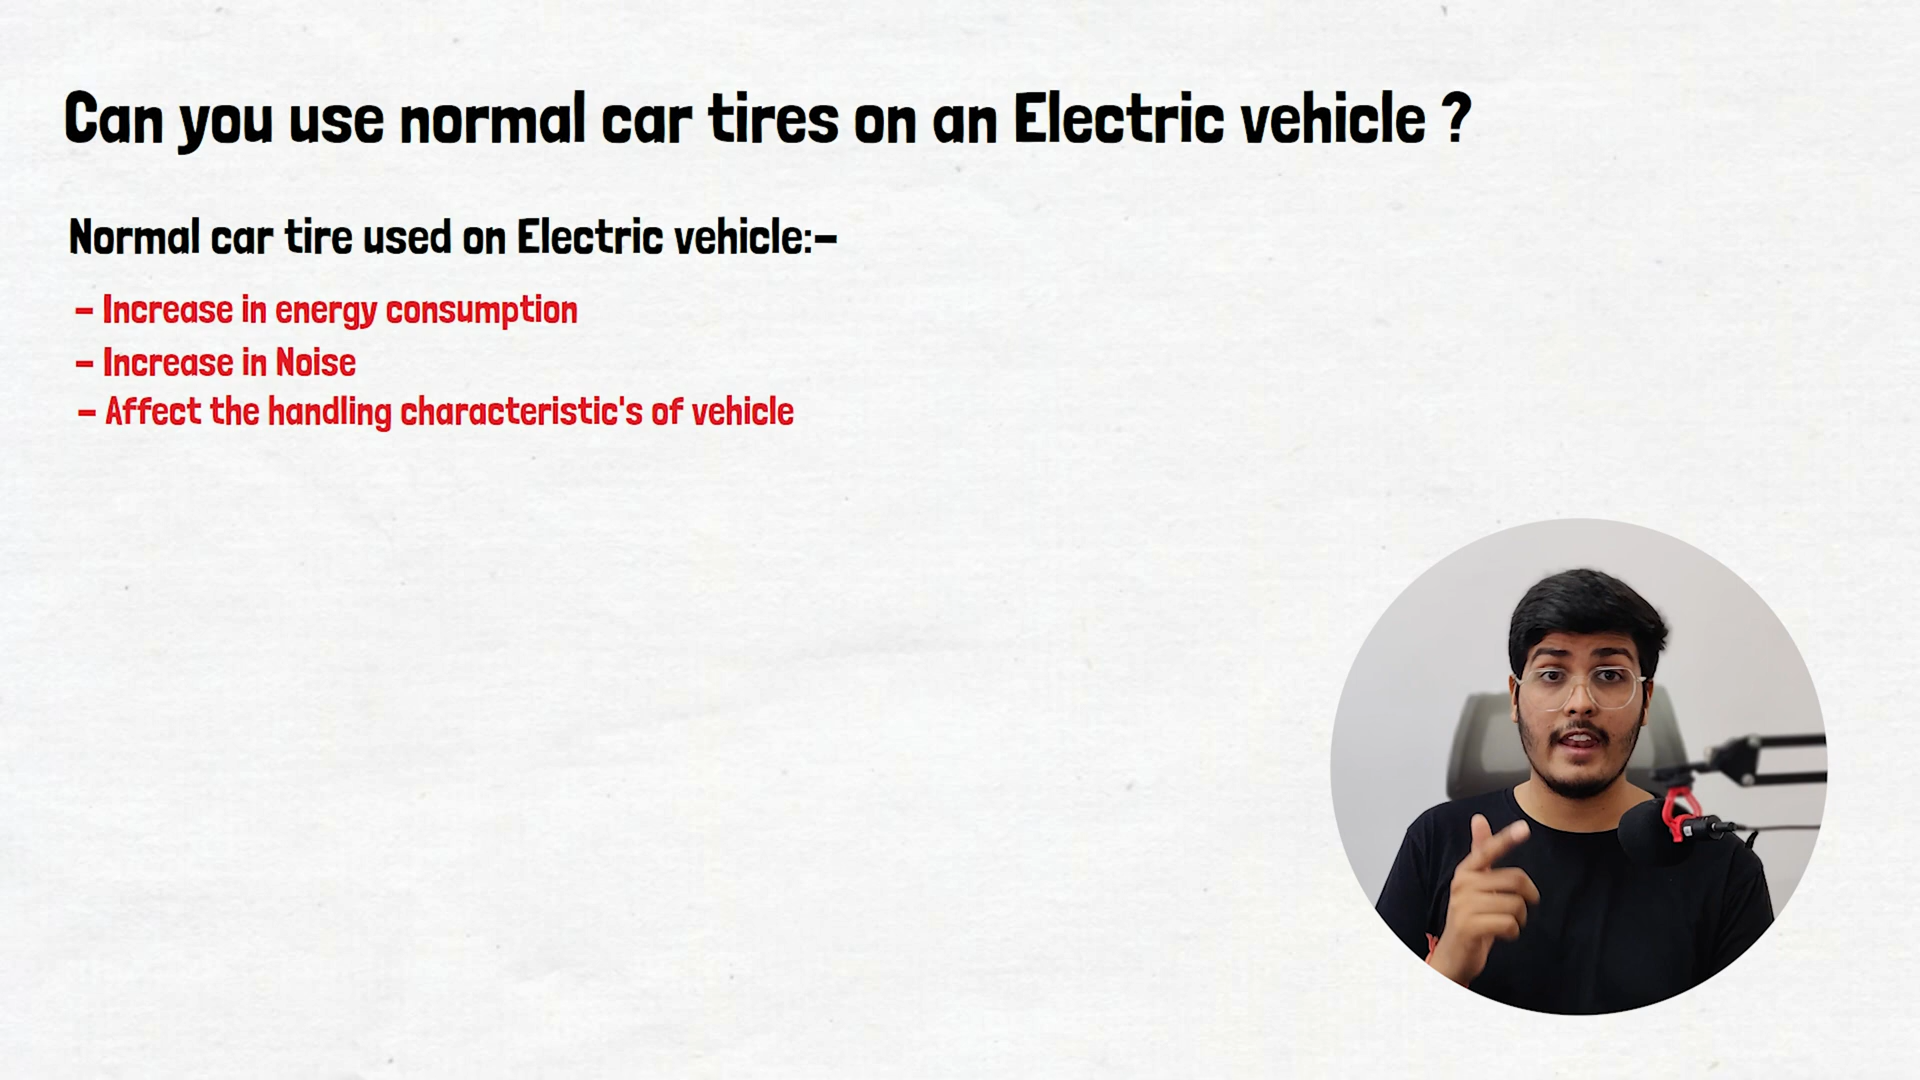 Can you use normal car tires on an Electric vehicle ?
Normal car tire used on Electric vehicle:-
- Increase in energy consumption
- Increase in Noise
- Affect the handling characteristic's of vehicle